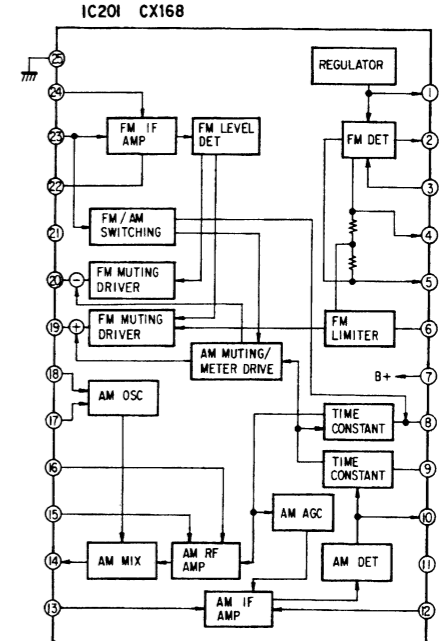 IC201 CX168
REGULATOR
25
24
1
FM IF
AMP
FM LEVEL
DET
FM DET
23
2
22
3
21
FM/AM
SWITCHING
4
20
−
FM MUTING
DRIVER
5
19
+
FM MUTING
DRIVER
FM
LIMITER
6
AM MUTING/
METER DRIVE
B+
7
18
AM OSC
17
TIME
CONSTANT
8
16
TIME
CONSTANT
9
15
AM AGC
10
14
AM MIX
AM RF
AMP
AM DET
11
13
AM IF
AMP
12